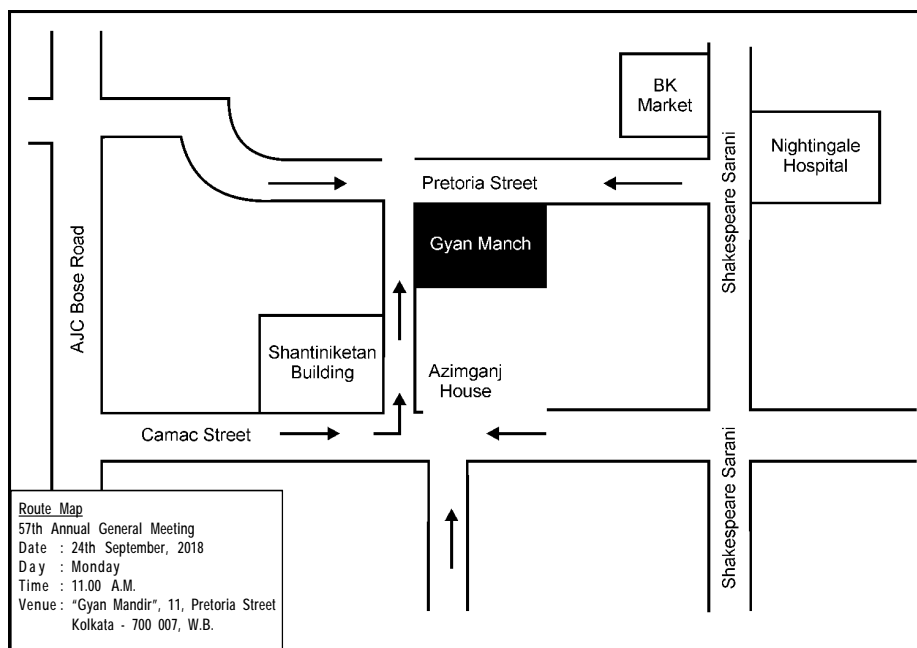 BK
Market
Nightingale
Hospital
Shakespeare Sarani
Pretoria Street
Gyan Manch
AJC Bose Road
Shantiniketan
Building
Azimganj
House
Camac Street
Shakespeare Sarani
Route Map
57th Annual General Meeting
Date : 24th September, 2018
Day : Monday
Time : 11.00 A.M.
Venue : “Gyan Mandir”, 11, Pretoria Street
Kolkata - 700 007, W.B.